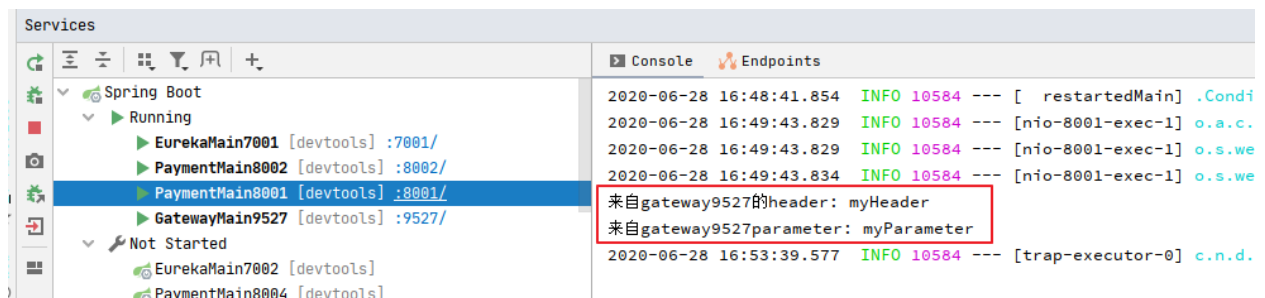 Services
Console Endpoints
Spring Boot
Running
EurekaMain7001 [devtools] :7001/
PaymentMain8002 [devtools] :8002/
PaymentMain8001 [devtools] :8001/
GatewayMain9527 [devtools] :9527/
Not Started
EurekaMain7002 [devtools]
PaymentMain8004 [devtools]
2020-06-28 16:48:41.854  INFO 10584 --- [  restartedMain] .Condi
2020-06-28 16:49:43.829  INFO 10584 --- [nio-8001-exec-1] o.a.c.
2020-06-28 16:49:43.829  INFO 10584 --- [nio-8001-exec-1] o.s.we
2020-06-28 16:49:43.834  INFO 10584 --- [nio-8001-exec-1] o.s.we
来自gateway9527的header: myHeader
来自gateway9527parameter: myParameter
2020-06-28 16:53:39.577  INFO 10584 --- [trap-executor-0] c.n.d.